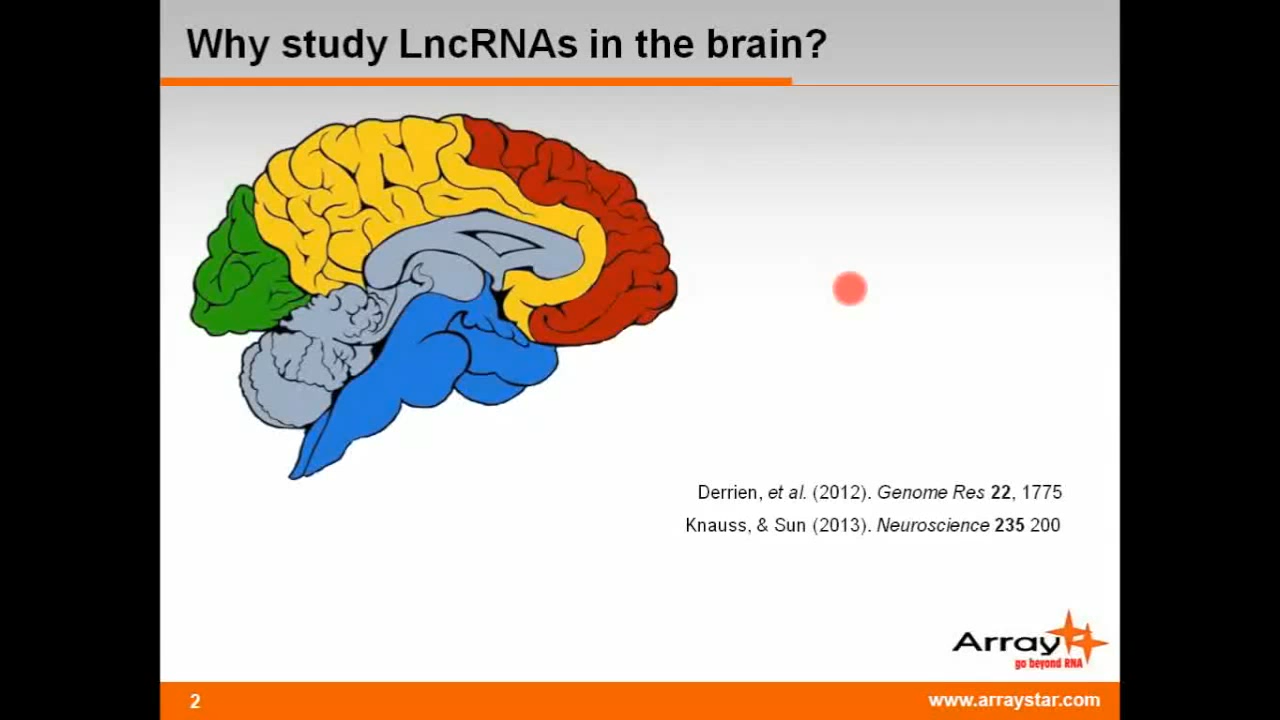 Why study LncRNAs in the brain?
Derrien, et al. (2012). Genome Res 22, 1775
Knauss, & Sun (2013). Neuroscience 235 200
Array
go beyond RNA
2
www.arraystar.com